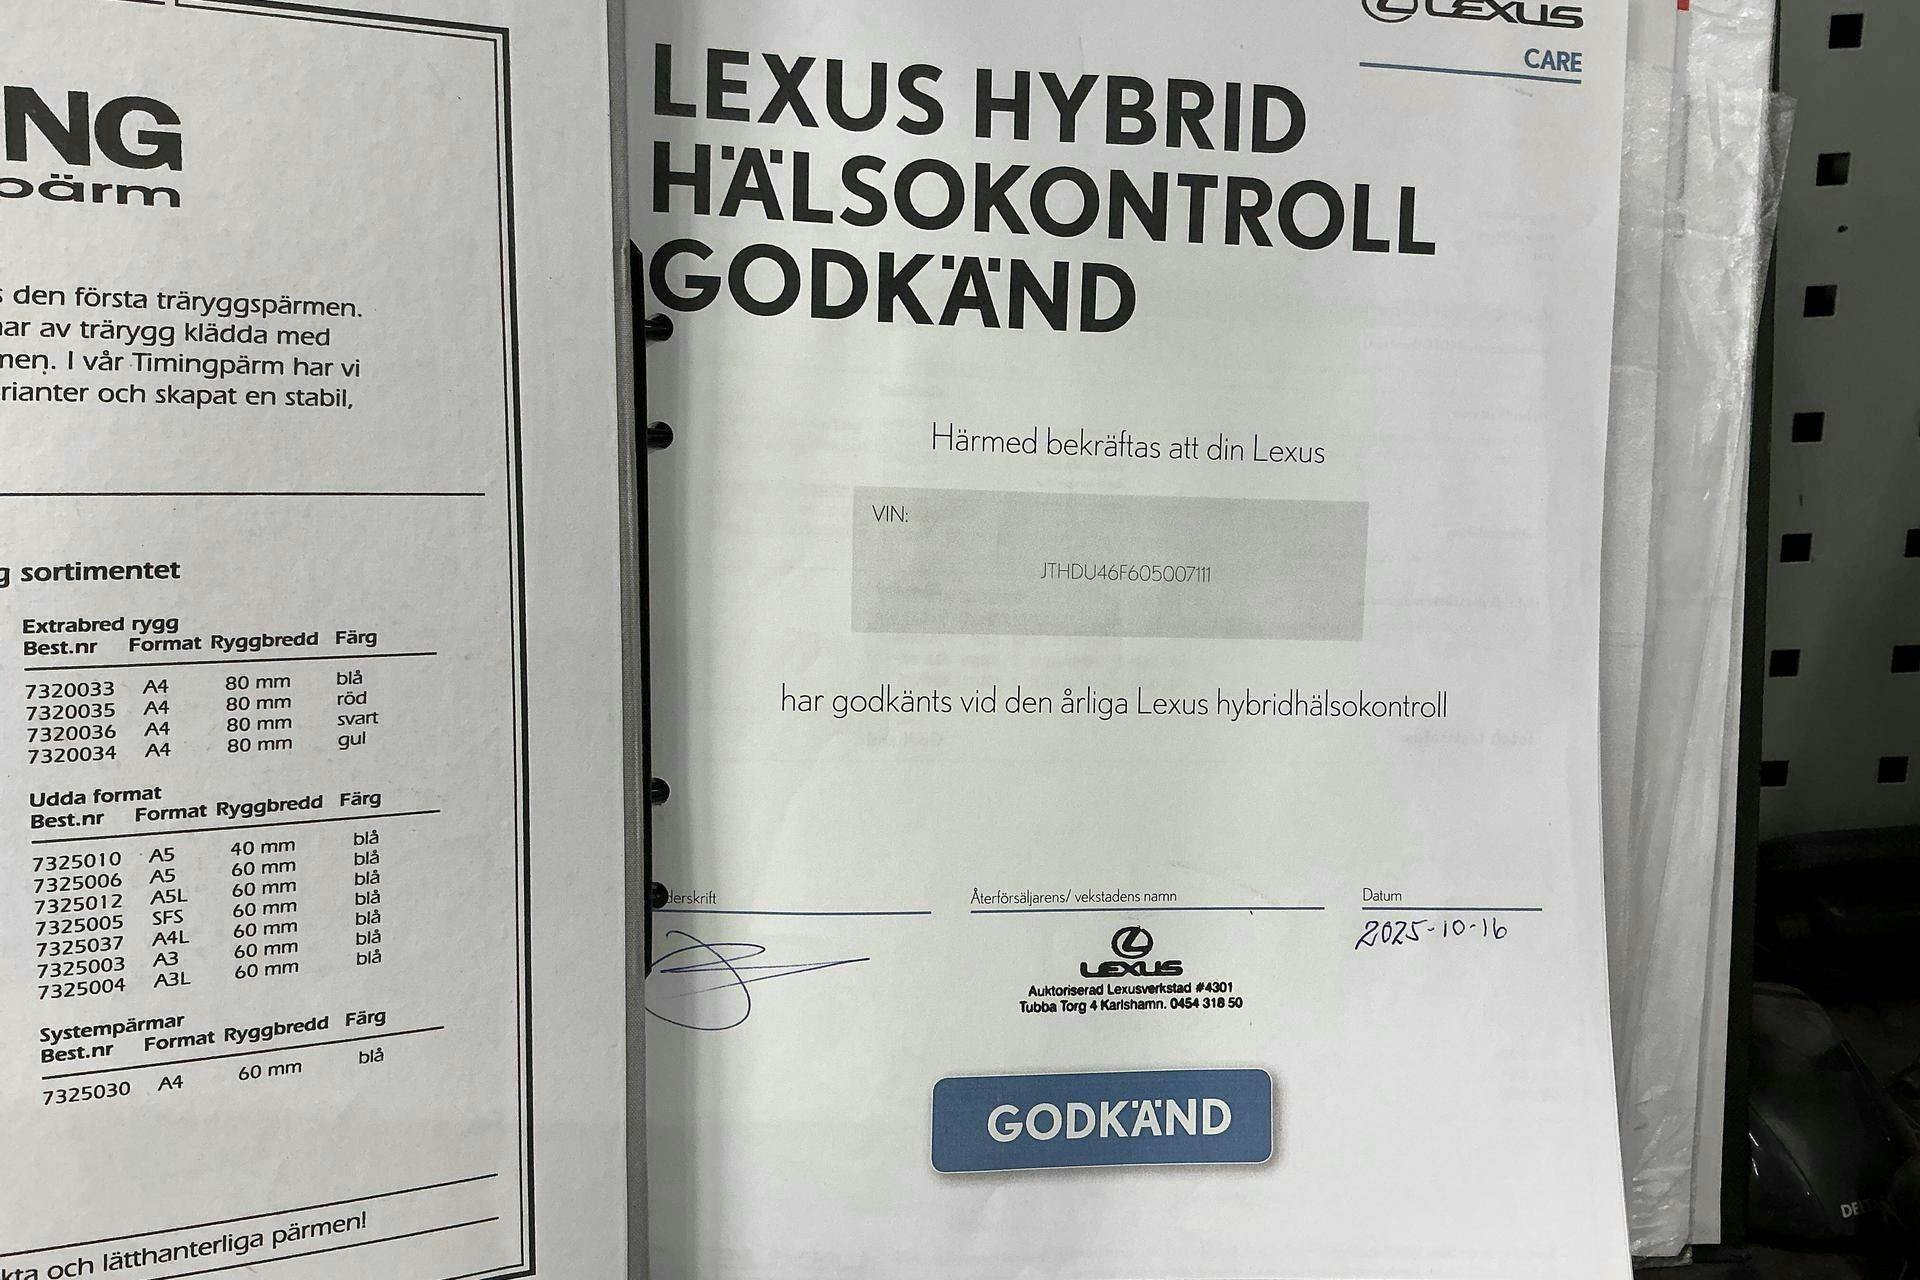 NG
pärm
den första träryggspärmen.
av trärygg klädda med
I vår Timingpärm har vi
och skapat en stabil,
sortimentet
Extrabred rygg
Best.nr Format Ryggbredd Färg
7320033 A4 80 mm blå
7320035 A4 80 mm röd
7320036 A4 80 mm svart
7320034 A4 80 mm gul
Udda format
Best.nr Format Ryggbredd Färg
7325010 A5 40 mm blå
7325006 A5 60 mm blå
7325012 A5L 60 mm blå
7325005 SFS 60 mm blå
7325037 A4L 60 mm blå
7325003 A3 60 mm blå
7325004 A3L 60 mm blå
Systempärmar
Best.nr Format Ryggbredd Färg
7325030 A4 60 mm blå
och lätthanterliga pärmen!
LEXUS
CARE
LEXUS HYBRID
HÄLSOKONTROLL
GODKÄND
Härmed bekräftas att din Lexus
VIN:
JTHDU46F605007111
har godkänts vid den årliga Lexus hybridhälsokontroll
derskrift Återförsäljarens/ vekstadens namn Datum
2025-10-16
LEXUS
Auktoriserad Lexusverkstad #4301
Tubba Torg 4 Karlshamn. 0454 318 50
GODKÄND